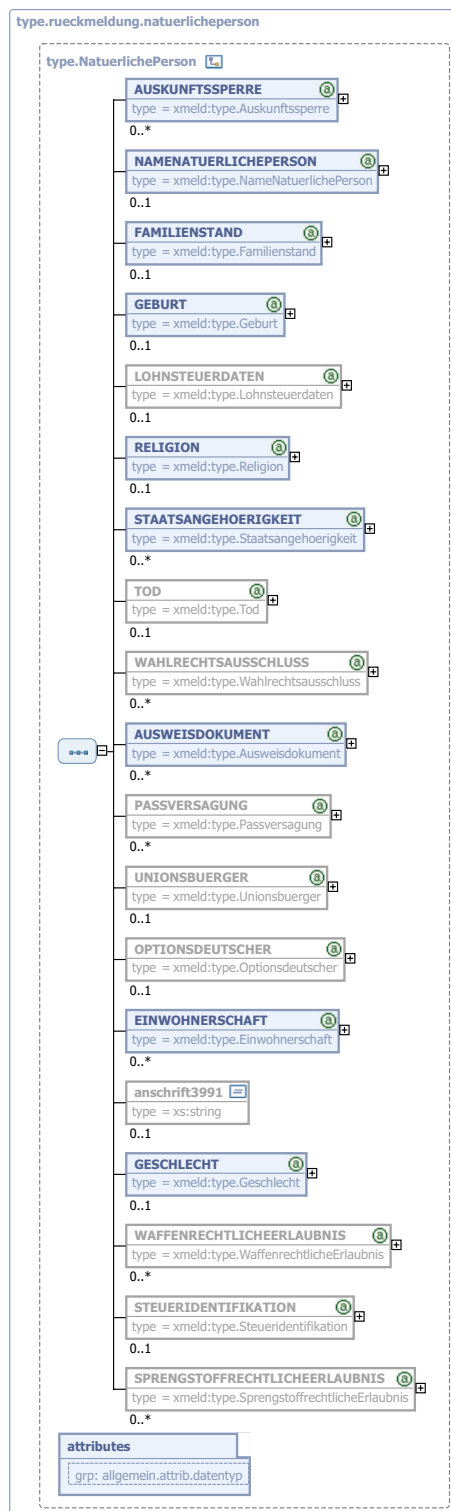 type.rueckmeldung.natuerlicheperson
type.NatuerlichePerson
AUSKUNFTSSPERRE
type = xmeld:type.Auskunftssperre
0..*
NAMENATUERLICHEPERSON
type = xmeld:type.NameNatuerlichePerson
0..1
FAMILIENSTAND
type = xmeld:type.Familienstand
0..1
GEBURT
type = xmeld:type.Geburt
0..1
LOHNSTEUERDATEN
type = xmeld:type.Lohnsteuerdaten
0..1
RELIGION
type = xmeld:type.Religion
0..1
STAATSANGEHOERIGKEIT
type = xmeld:type.Staatsangehoerigkeit
0..*
TOD
type = xmeld:type.Tod
0..1
WAHLRECHTSAUSSCHLUSS
type = xmeld:type.Wahlrechtsausschluss
0..*
AUSWEISDOKUMENT
type = xmeld:type.Ausweisdokument
0..*
PASSVERSAGUNG
type = xmeld:type.Passversagung
0..*
UNIONSBUERGER
type = xmeld:type.Unionsbuerger
0..1
OPTIONSDEUTSCHER
type = xmeld:type.Optionsdeutscher
0..1
EINWOHNERSCHAFT
type = xmeld:type.Einwohnerschaft
0..*
anschrift3991
type = xs:string
0..1
GESCHLECHT
type = xmeld:type.Geschlecht
0..1
WAFFENRECHTLICHEERLAUBNIS
type = xmeld:type.WaffenrechtlicheErlaubnis
0..*
STEUERIDENTIFIKATION
type = xmeld:type.Steueridentifikation
0..1
SPRENGSTOFFRECHTLICHEERLAUBNIS
type = xmeld:type.SprengstoffrechtlicheErlaubnis
0..*
attributes
grp: allgemein.attrib.datentyp